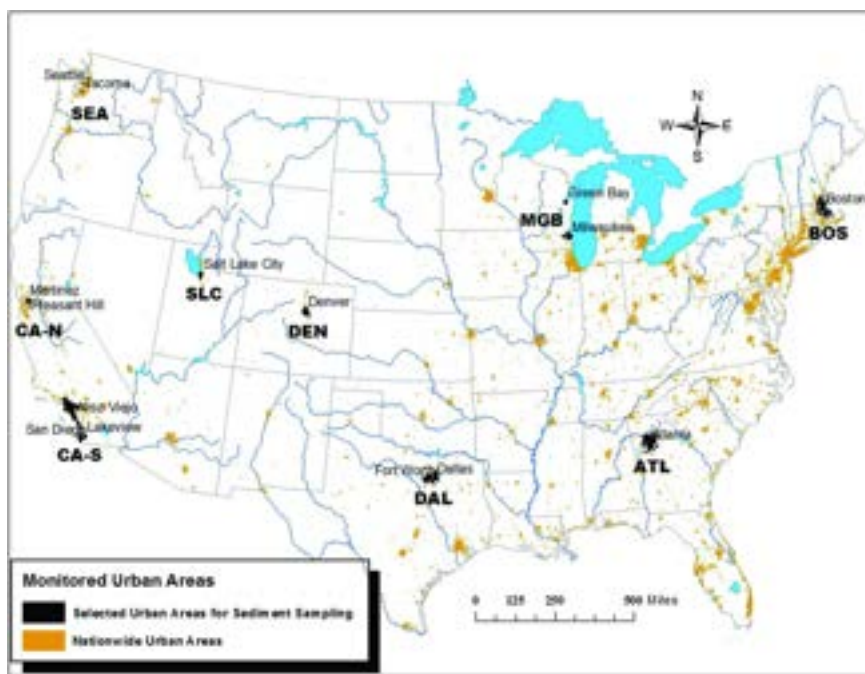 Seattle
Tacoma
SEA
N
W E
S
Green Bay
MGB
Milwaukee
Boston
BOS
Salt Lake City
SLC
Martinez
Pleasant Hill
CA-N
Denver
DEN
Viejo
San Diego Lakeview
CA-S
Atlanta
ATL
Fort Worth Dallas
DAL
Monitored Urban Areas
Selected Urban Areas for Sediment Sampling
Nationwide Urban Areas
0 125 250 500 Miles